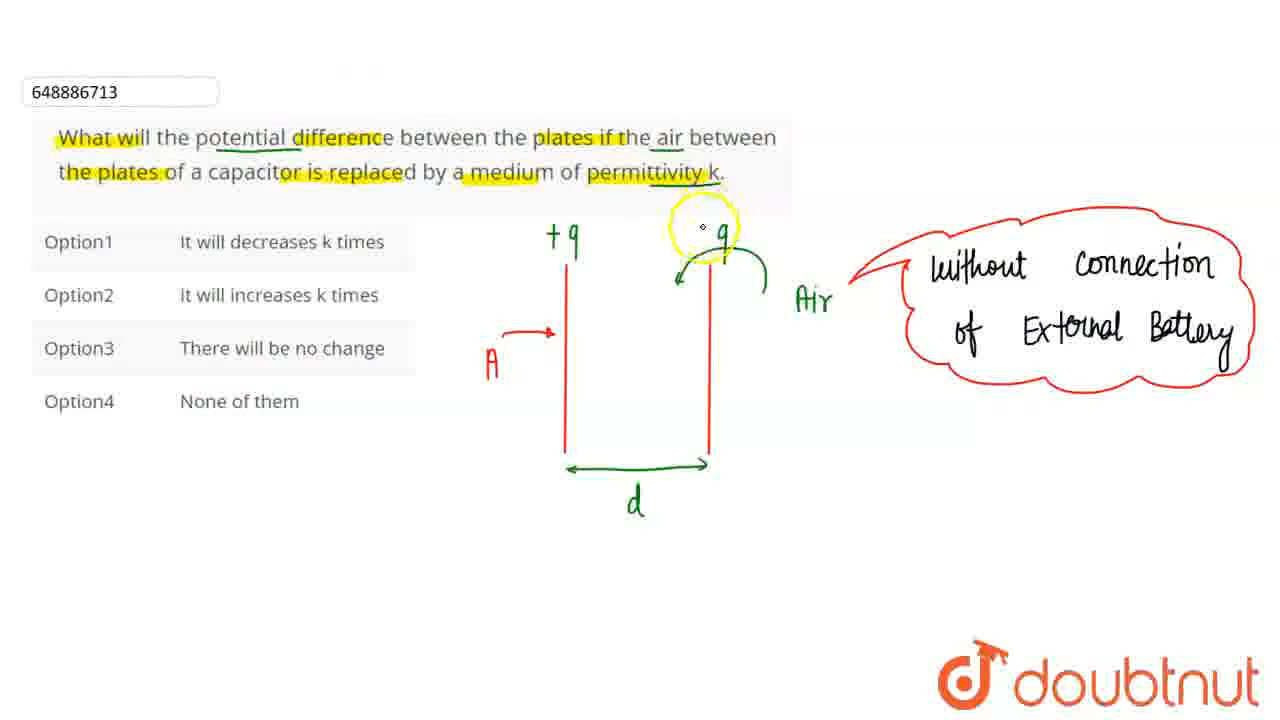 648886713
What will the potential difference between the plates if the air between
the plates of a capacitor is replaced by a medium of permittivity k.
Option1 It will decreases k times
Option2 It will increases k times
Option3 There will be no change
Option4 None of them
+q
q
Air
A
d
Without Connection
of External Battery
doubtnut